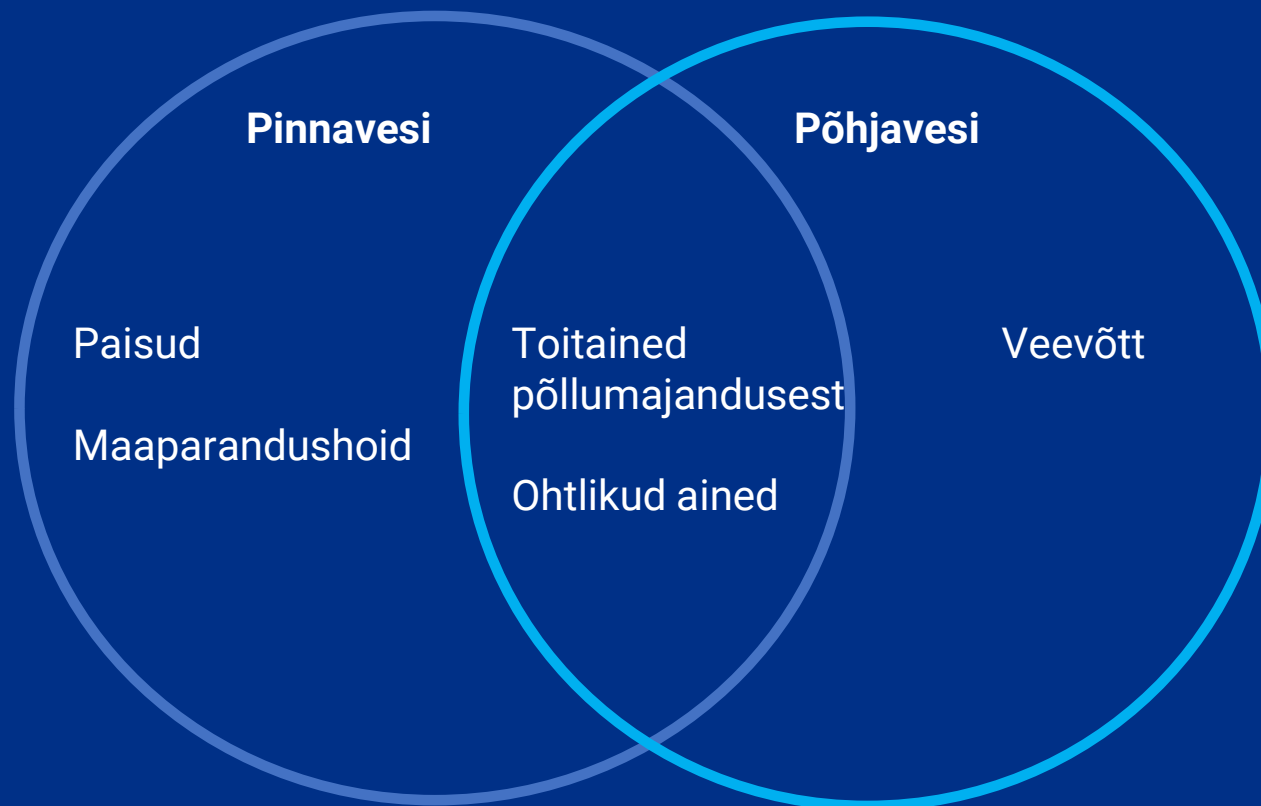 Pinnavesi
Põhjavesi
Paisud
Maaparandushoid
Toitained
põllumajandusest
Ohtlikud ained
Veevõtt